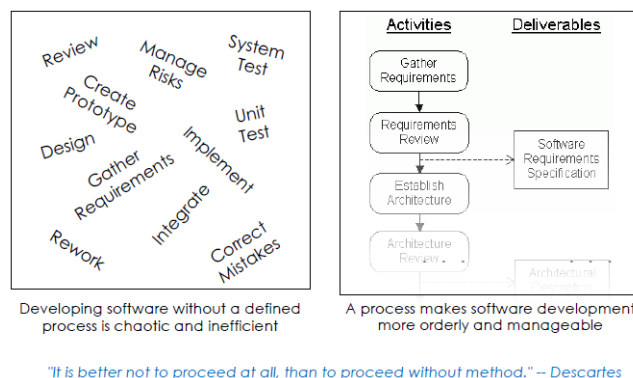 Review
Manage
Risks
System
Test
Create
Prototype
Unit
Test
Design
Implement
Gather
Requirements
Integrate
Rework
Correct
Mistakes
Developing software without a defined
process is chaotic and inefficient
Activities
Deliverables
Gather
Requirements
Requirements
Review
Software
Requirements
Specification
Establish
Architecture
Architecture
Review
Architectural
Description
A process makes software development
more orderly and manageable
"It is better not to proceed at all, than to proceed without method." -- Descartes